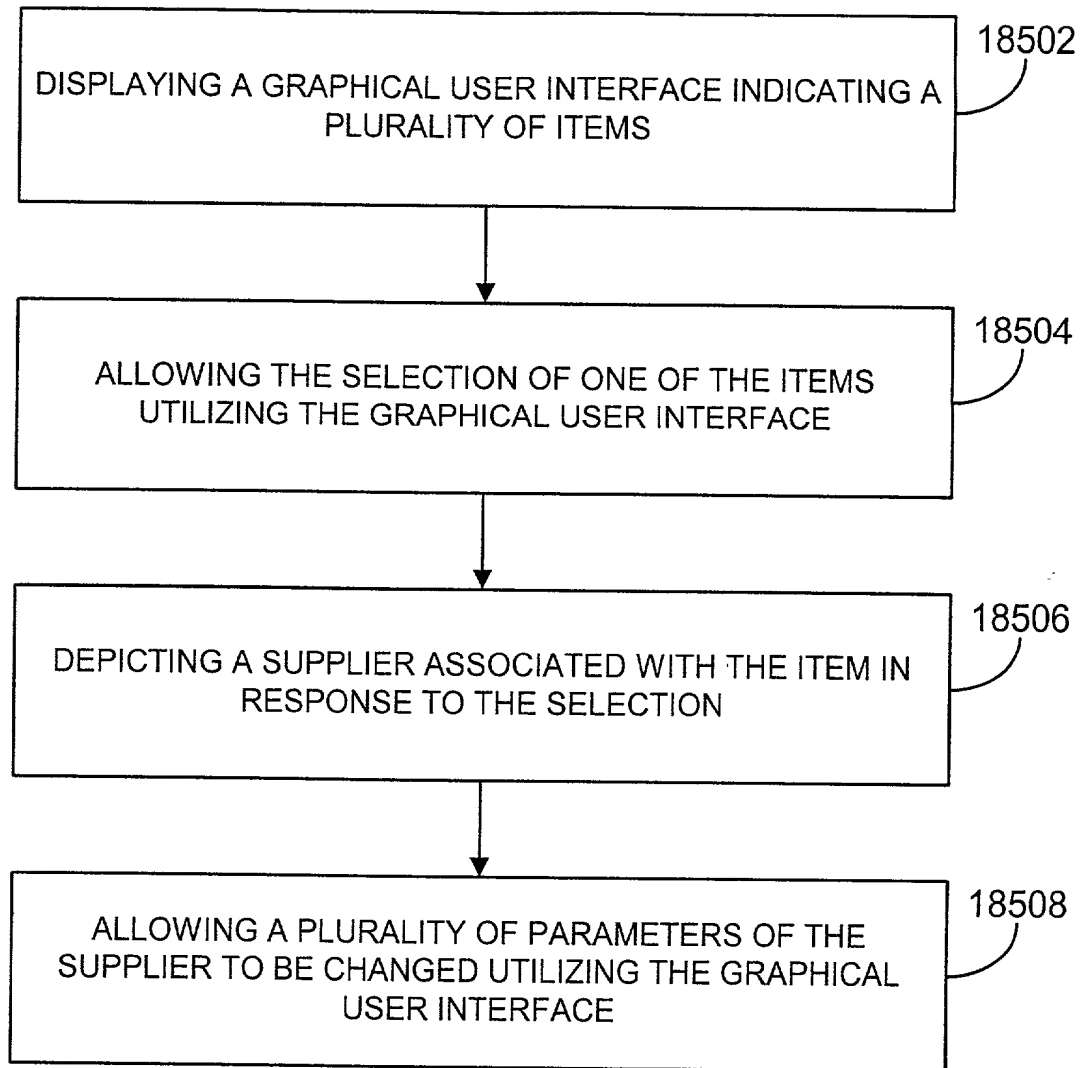 18502
DISPLAYING A GRAPHICAL USER INTERFACE INDICATING A
PLURALITY OF ITEMS
18504
ALLOWING THE SELECTION OF ONE OF THE ITEMS
UTILIZING THE GRAPHICAL USER INTERFACE
18506
DEPICTING A SUPPLIER ASSOCIATED WITH THE ITEM IN
RESPONSE TO THE SELECTION
18508
ALLOWING A PLURALITY OF PARAMETERS OF THE
SUPPLIER TO BE CHANGED UTILIZING THE GRAPHICAL
USER INTERFACE